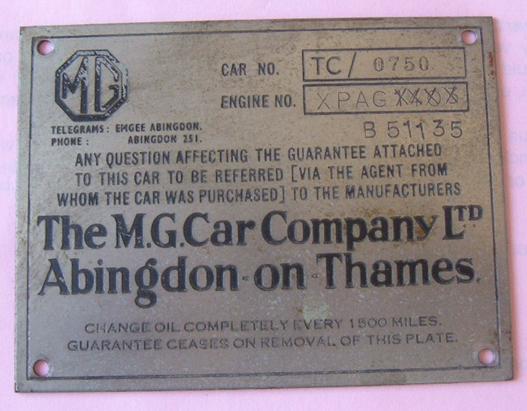 MG
CAR NO. TC/ 0750
ENGINE NO. XPAG
B 51135
TELEGRAMS: EMGEE ABINGDON.
PHONE: ABINGDON 251.
ANY QUESTION AFFECTING THE GUARANTEE ATTACHED
TO THIS CAR TO BE REFERRED [VIA THE AGENT FROM
WHOM THE CAR WAS PURCHASED] TO THE MANUFACTURERS
The M.G. Car Company LTD
Abingdon-on-Thames.
CHANGE OIL COMPLETELY EVERY 1500 MILES.
GUARANTEE CEASES ON REMOVAL OF THIS PLATE.